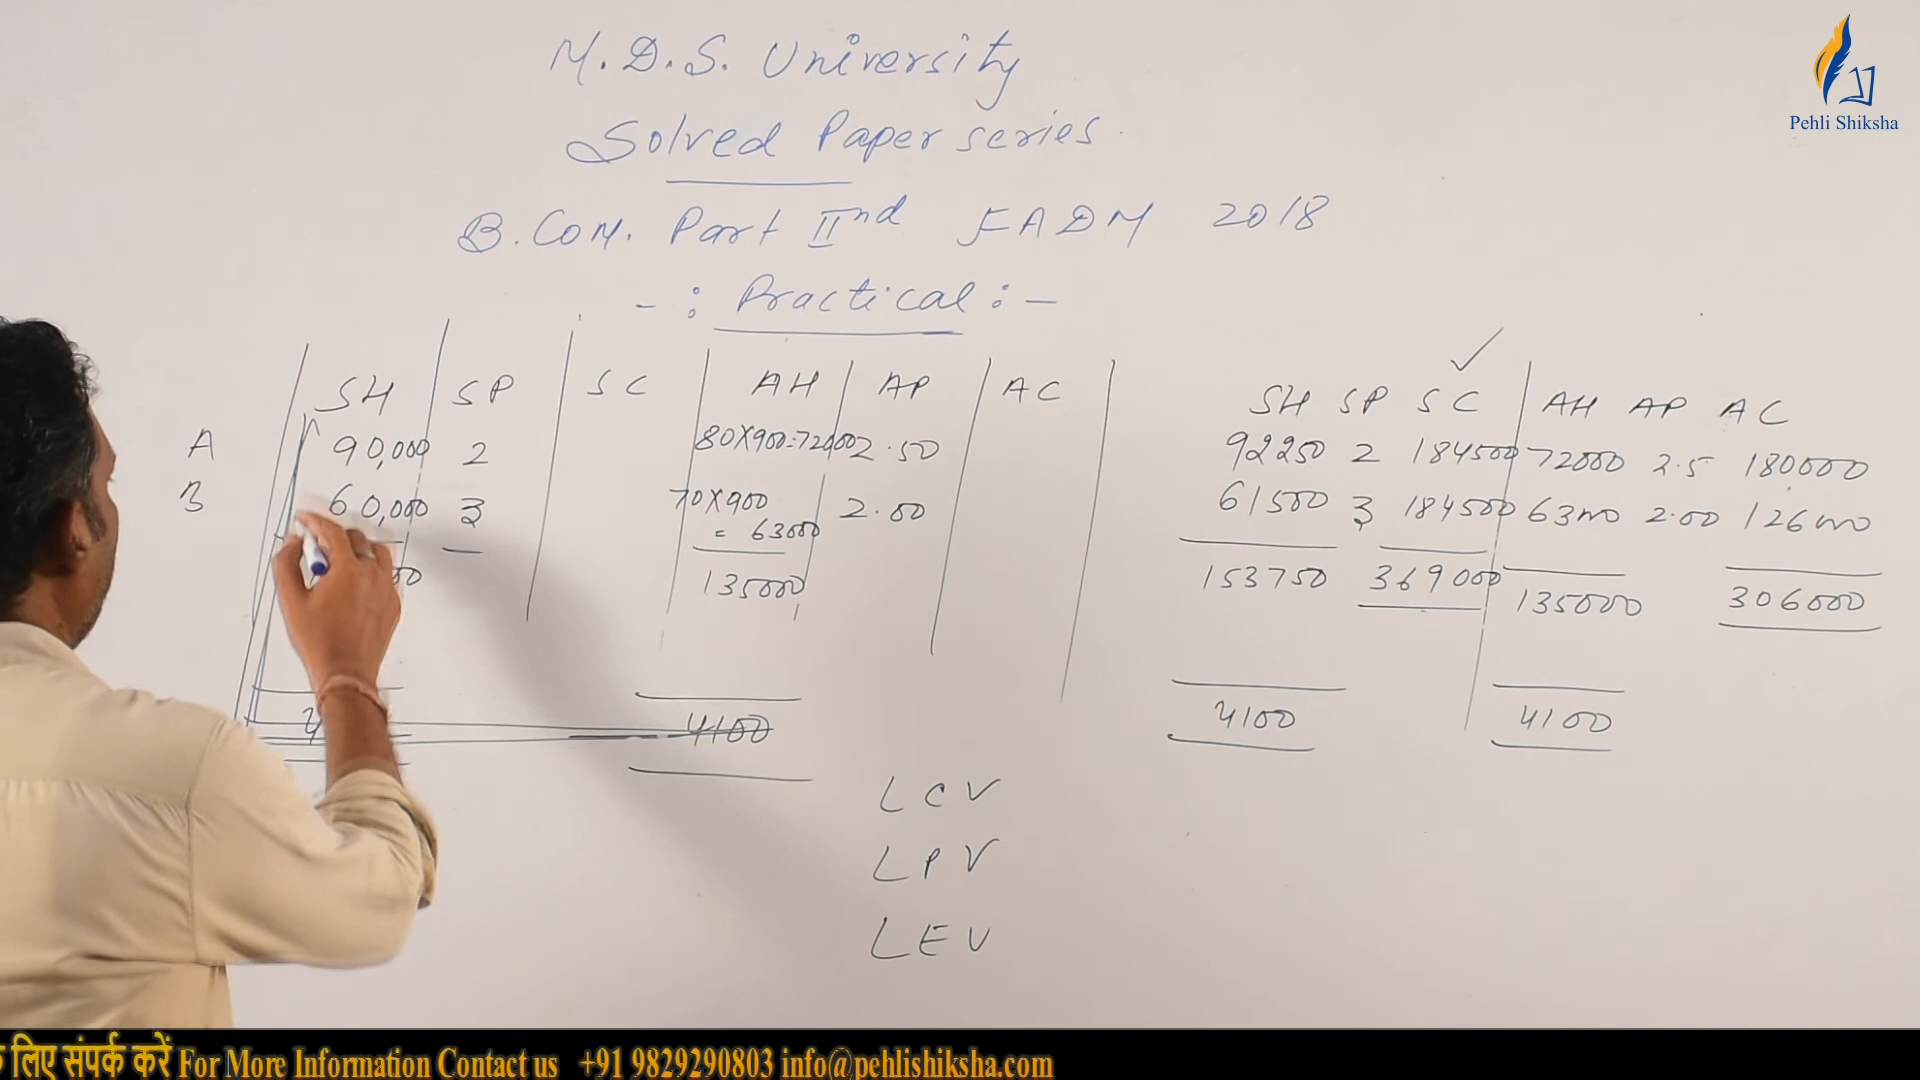 M.D.S. University
Solved Paper series
B.Com. Part IInd FADM 2018
-: Practical :-
Pehli Shiksha
SH SP SC AH AP AC SH SP SC AH AP AC
A 90,000 2 80X900=72000 2.50 92250 2 184500 72000 2.5 180000
B 60,000 3 70X900 2.00 61500 3 184500 63000 2.00 126000
= 63000
135000 153750 369000 135000 306000
4100 4100 4100
LCV
LPV
LEV
लिए संपर्क करें For More Information Contact us +91 9829290803 info@pehlishiksha.com